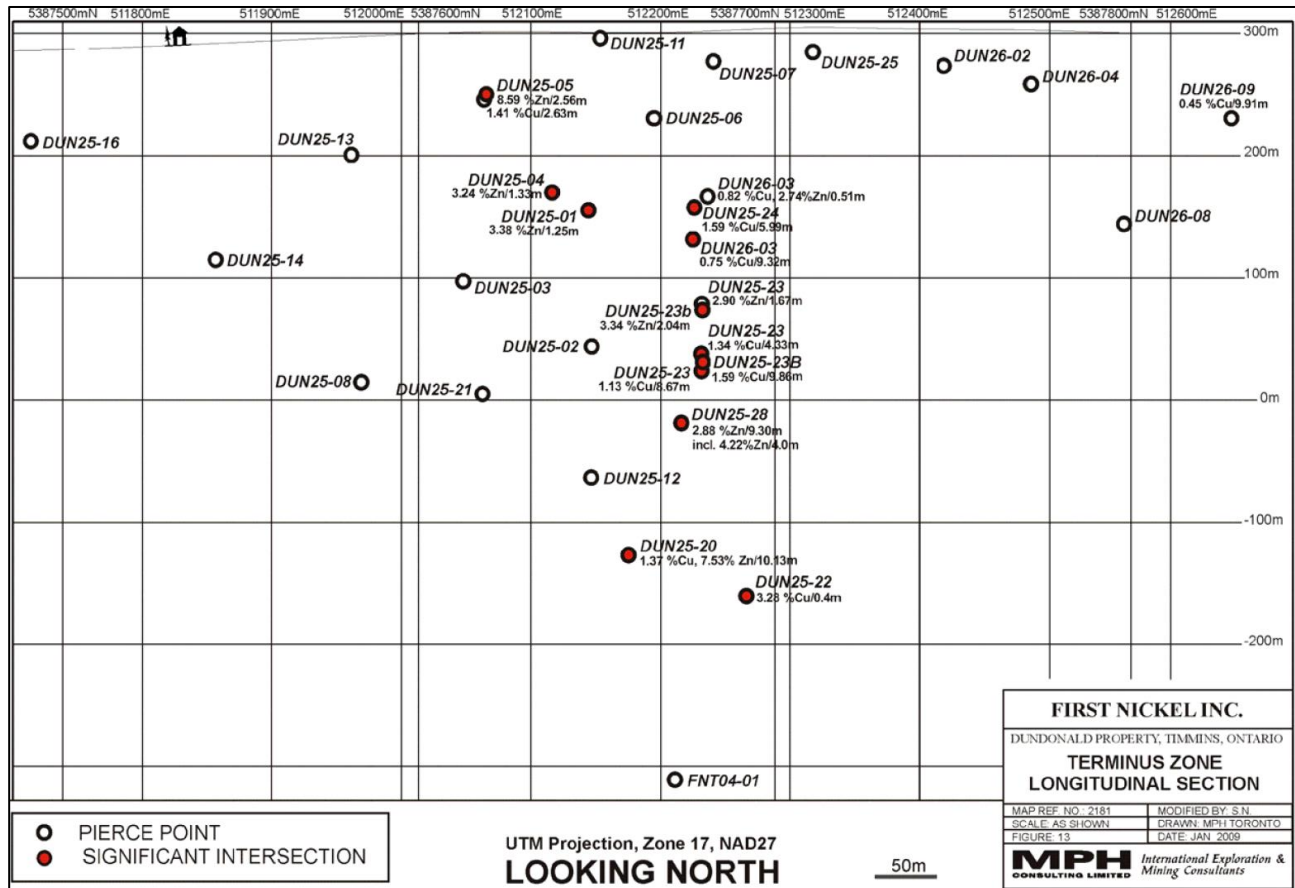 5387500mN 511800mE 511900mE 512000mE 5387600mN 512100mE 512200mE 5387700mN 512300mE 512400mE 512500mE 5387800mN 512600mE
300m
DUN25-11
DUN25-07
DUN25-25
DUN26-02
DUN26-04
DUN26-09
0.45 %Cu/9.91m
DUN25-05
8.59 %Zn/2.56m
1.41 %Cu/2.63m
DUN25-06
DUN25-16
DUN25-13
200m
DUN25-04
3.24 %Zn/1.33m
DUN25-01
3.38 %Zn/1.25m
DUN26-03
0.82 %Cu, 2.74%Zn/0.51m
DUN25-24
1.59 %Cu/5.99m
DUN26-03
0.75 %Cu/9.32m
DUN26-08
DUN25-14
100m
DUN25-03
DUN25-23
2.90 %Zn/1.67m
DUN25-23b
3.34 %Zn/2.04m
DUN25-23
1.34 %Cu/4.33m
DUN25-02
DUN25-23B
1.59 %Cu/9.86m
DUN25-23
1.13 %Cu/8.67m
DUN25-08
DUN25-21
0m
DUN25-28
2.88 %Zn/9.30m
incl. 4.22%Zn/4.0m
DUN25-12
-100m
DUN25-20
1.37 %Cu, 7.53% Zn/10.13m
DUN25-22
3.28 %Cu/0.4m
-200m
FNT04-01
PIERCE POINT
SIGNIFICANT INTERSECTION
UTM Projection, Zone 17, NAD27
LOOKING NORTH
50m
FIRST NICKEL INC.
DUNDONALD PROPERTY, TIMMINS, ONTARIO
TERMINUS ZONE
LONGITUDINAL SECTION
MAP REF. NO.: 2181 MODIFIED BY: S.N.
SCALE: AS SHOWN DRAWN: MPH TORONTO
FIGURE: 13 DATE: JAN 2009
MPH
CONSULTING LIMITED
International Exploration &
Mining Consultants